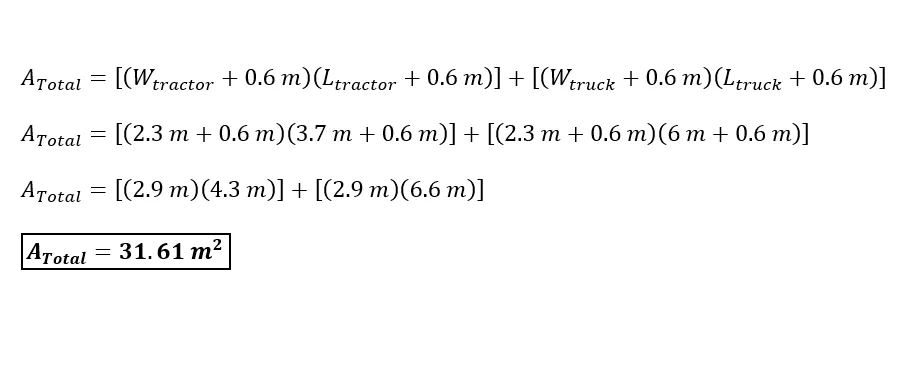 A_Total = [(W_tractor + 0.6 m)(L_tractor + 0.6 m)] + [(W_truck + 0.6 m)(L_truck + 0.6 m)]
A_Total = [(2.3 m + 0.6 m)(3.7 m + 0.6 m)] + [(2.3 m + 0.6 m)(6 m + 0.6 m)]
A_Total = [(2.9 m)(4.3 m)] + [(2.9 m)(6.6 m)]
A_Total = 31.61 m²